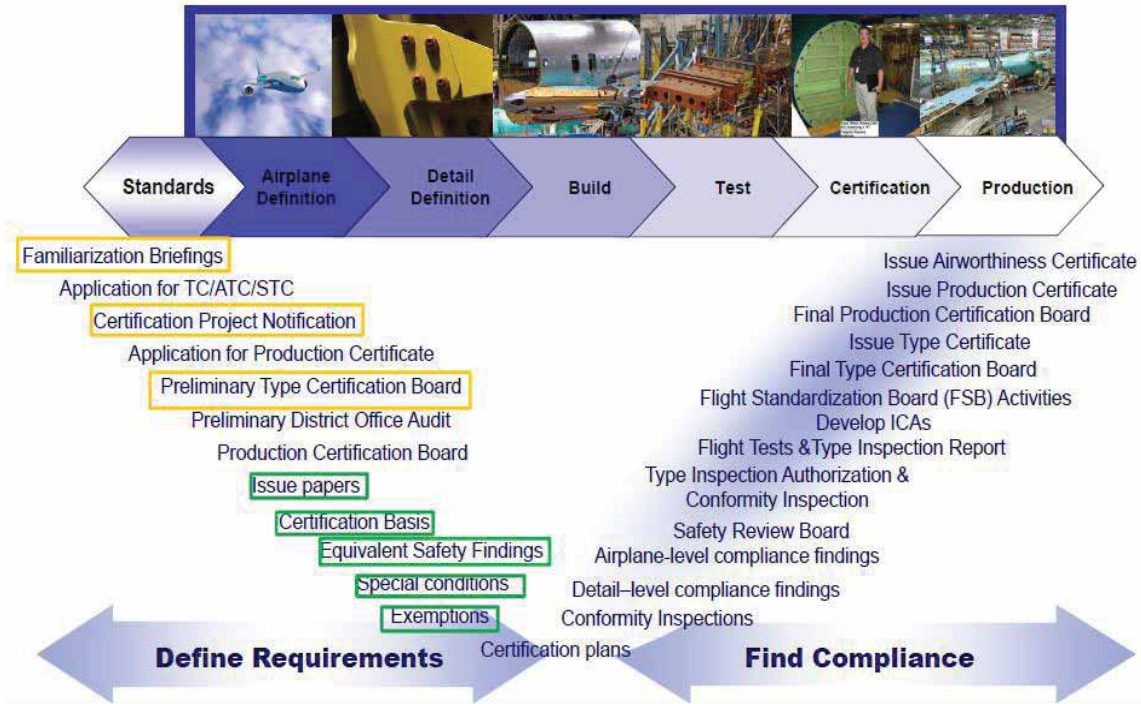 Standards
Airplane
Definition
Detail
Definition
Build
Test
Certification
Production
Familiarization Briefings
Application for TC/ATC/STC
Certification Project Notification
Application for Production Certificate
Preliminary Type Certification Board
Preliminary District Office Audit
Production Certification Board
Issue papers
Certification Basis
Equivalent Safety Findings
Special conditions
Exemptions
Certification plans
Issue Airworthiness Certificate
Issue Production Certificate
Final Production Certification Board
Issue Type Certificate
Final Type Certification Board
Flight Standardization Board (FSB) Activities
Develop ICAs
Flight Tests &Type Inspection Report
Type Inspection Authorization &
Conformity Inspection
Safety Review Board
Airplane-level compliance findings
Detail–level compliance findings
Conformity Inspections
Define Requirements
Find Compliance